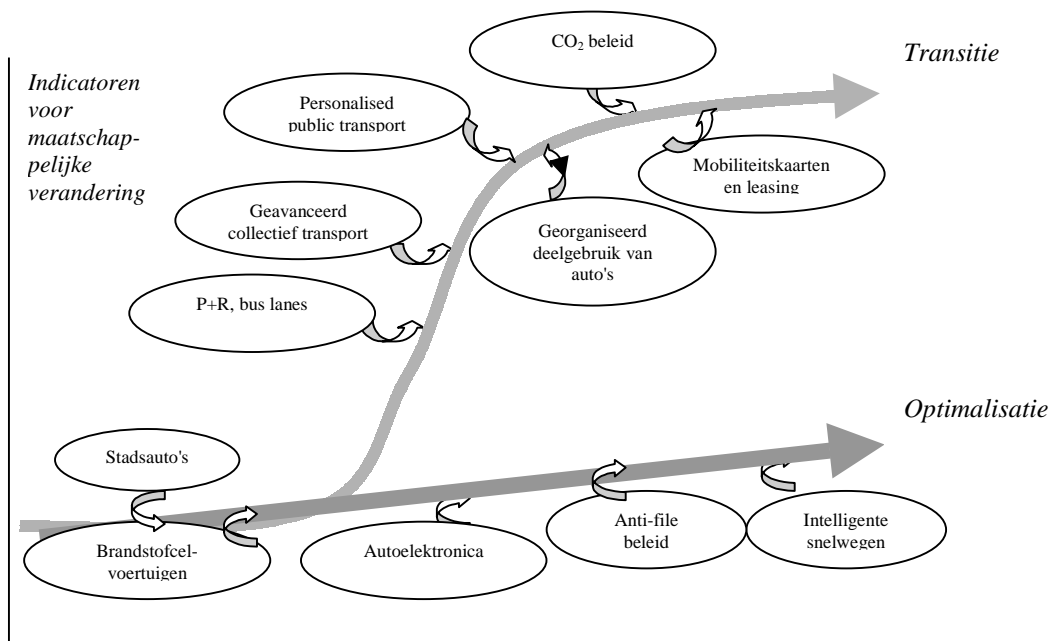 CO₂ beleid
Transitie
Indicatoren
voor
maatschap-
pelijke
verandering
Personalised
public transport
Mobiliteitskaarten
en leasing
Geavanceerd
collectief transport
Georganiseerd
deelgebruik van
auto's
P+R, bus lanes
Optimalisatie
Stadsauto's
Brandstofcel-
voertuigen
Autoelektronica
Anti-file
beleid
Intelligente
snelwegen